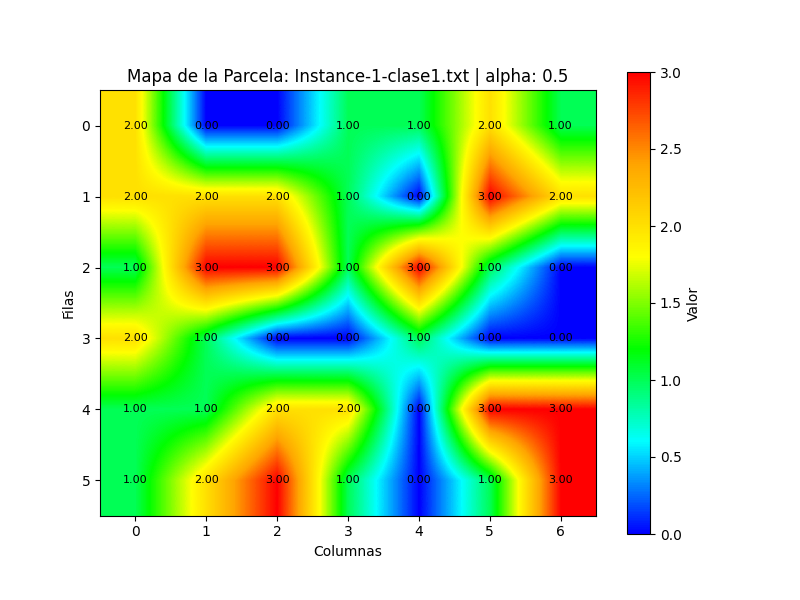 Mapa de la Parcela: Instance-1-clase1.txt | alpha: 0.5
3.0
0 2.00 0.00 0.00 1.00 1.00 2.00 1.00
2.5
1 2.00 2.00 2.00 1.00 0.00 3.00 2.00
2.0
2 1.00 3.00 3.00 1.00 3.00 1.00 0.00
Filas
1.5
Valor
3 2.00 1.00 0.00 0.00 1.00 0.00 0.00
1.0
4 1.00 1.00 2.00 2.00 0.00 3.00 3.00
0.5
5 1.00 2.00 3.00 1.00 0.00 1.00 3.00
0.0
0 1 2 3 4 5 6
Columnas